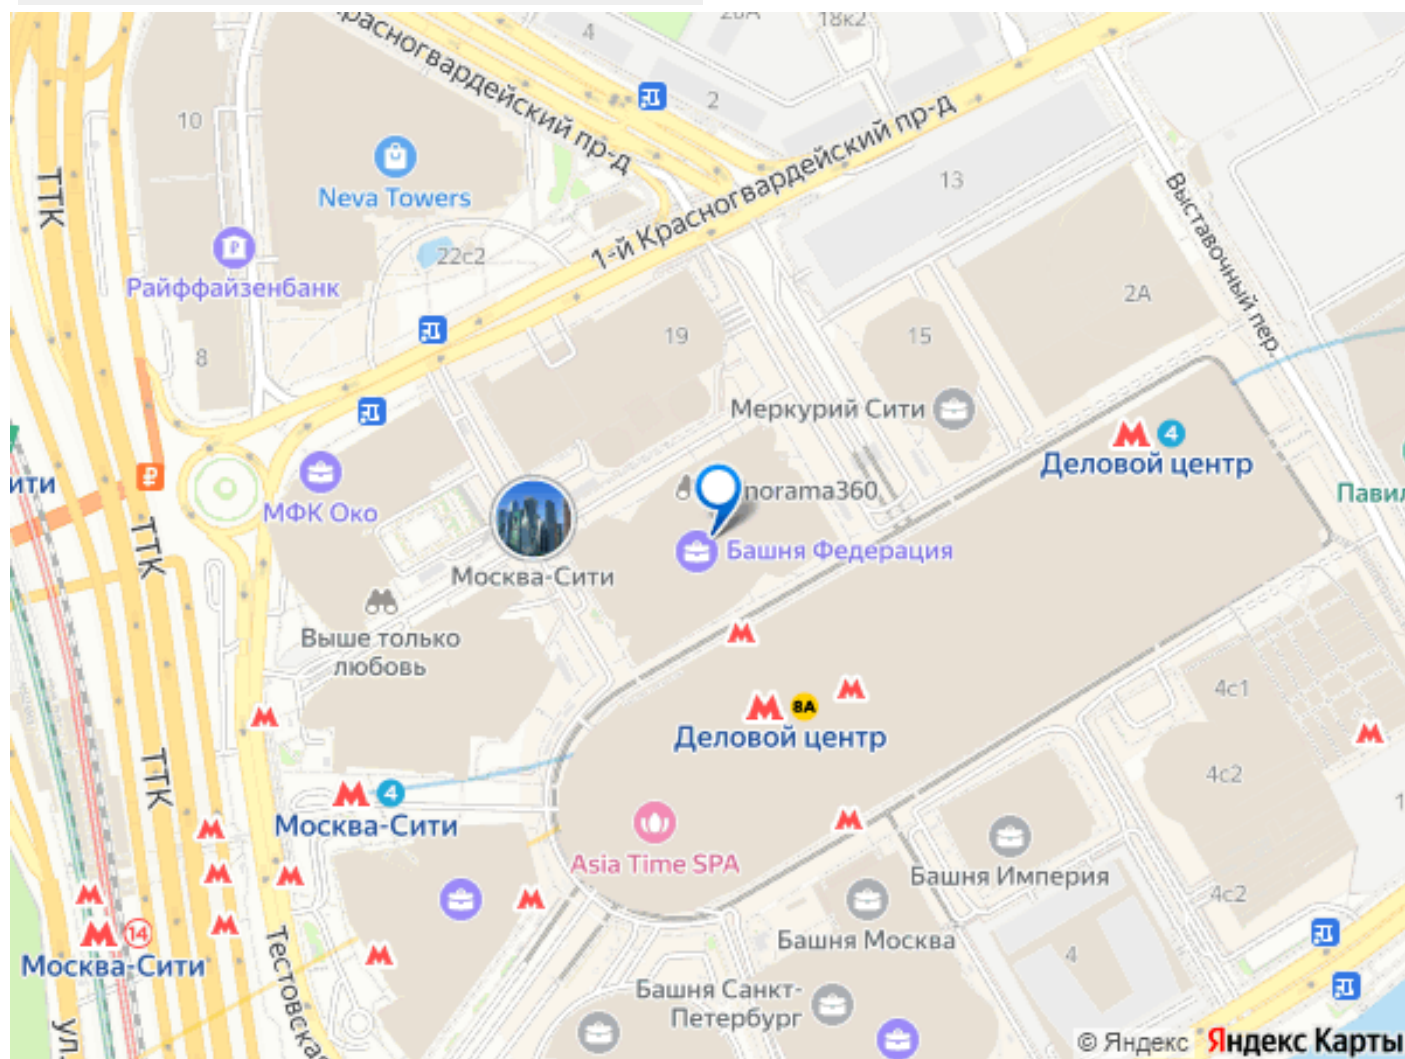 18к2
4
Красногвардейский пр-д
2
10
1-й Красногвардейский пр-д
13
Выставочный пер.
ТТК
Neva Towers
22с2
Райффайзенбанк
2А
19
15
8
Меркурий Сити
4
Деловой центр
МФК Око
norama360
Башня Федерация
Москва-Сити
ити
Павил
ТТК
Выше только
любовь
4с1
8А
Деловой центр
ТТК
4с2
4
Москва-Сити
Asia Time SPA
Башня Империя
4с2
14
Москва-Сити
Тестовская
Башня Москва
4
Башня Санкт-
Петербург
ул.
© Яндекс Яндекс Карты